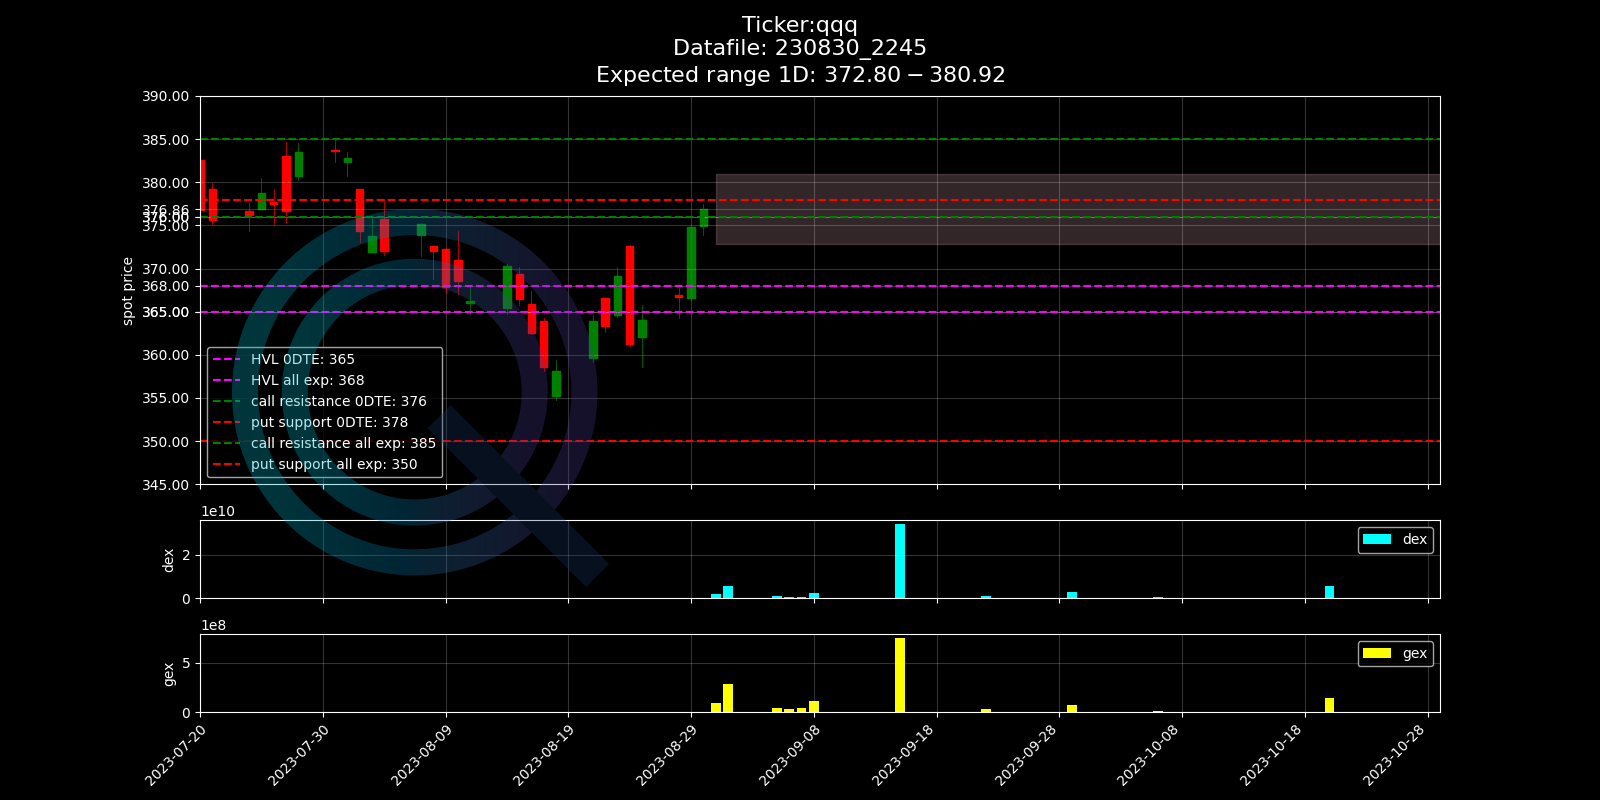 Ticker:qqq
Datafile: 230830_2245
Expected range 1D: 372.80 − 380.92
390.00
385.00
380.00
376.86
376.00
375.00
370.00
368.00
365.00
360.00
355.00
350.00
345.00
spot price
HVL 0DTE: 365
HVL all exp: 368
call resistance 0DTE: 376
put support 0DTE: 378
call resistance all exp: 385
put support all exp: 350
1e10
2
0
dex
dex
1e8
5
0
gex
gex
2023-07-20
2023-07-30
2023-08-09
2023-08-19
2023-08-29
2023-09-08
2023-09-18
2023-09-28
2023-10-08
2023-10-18
2023-10-28